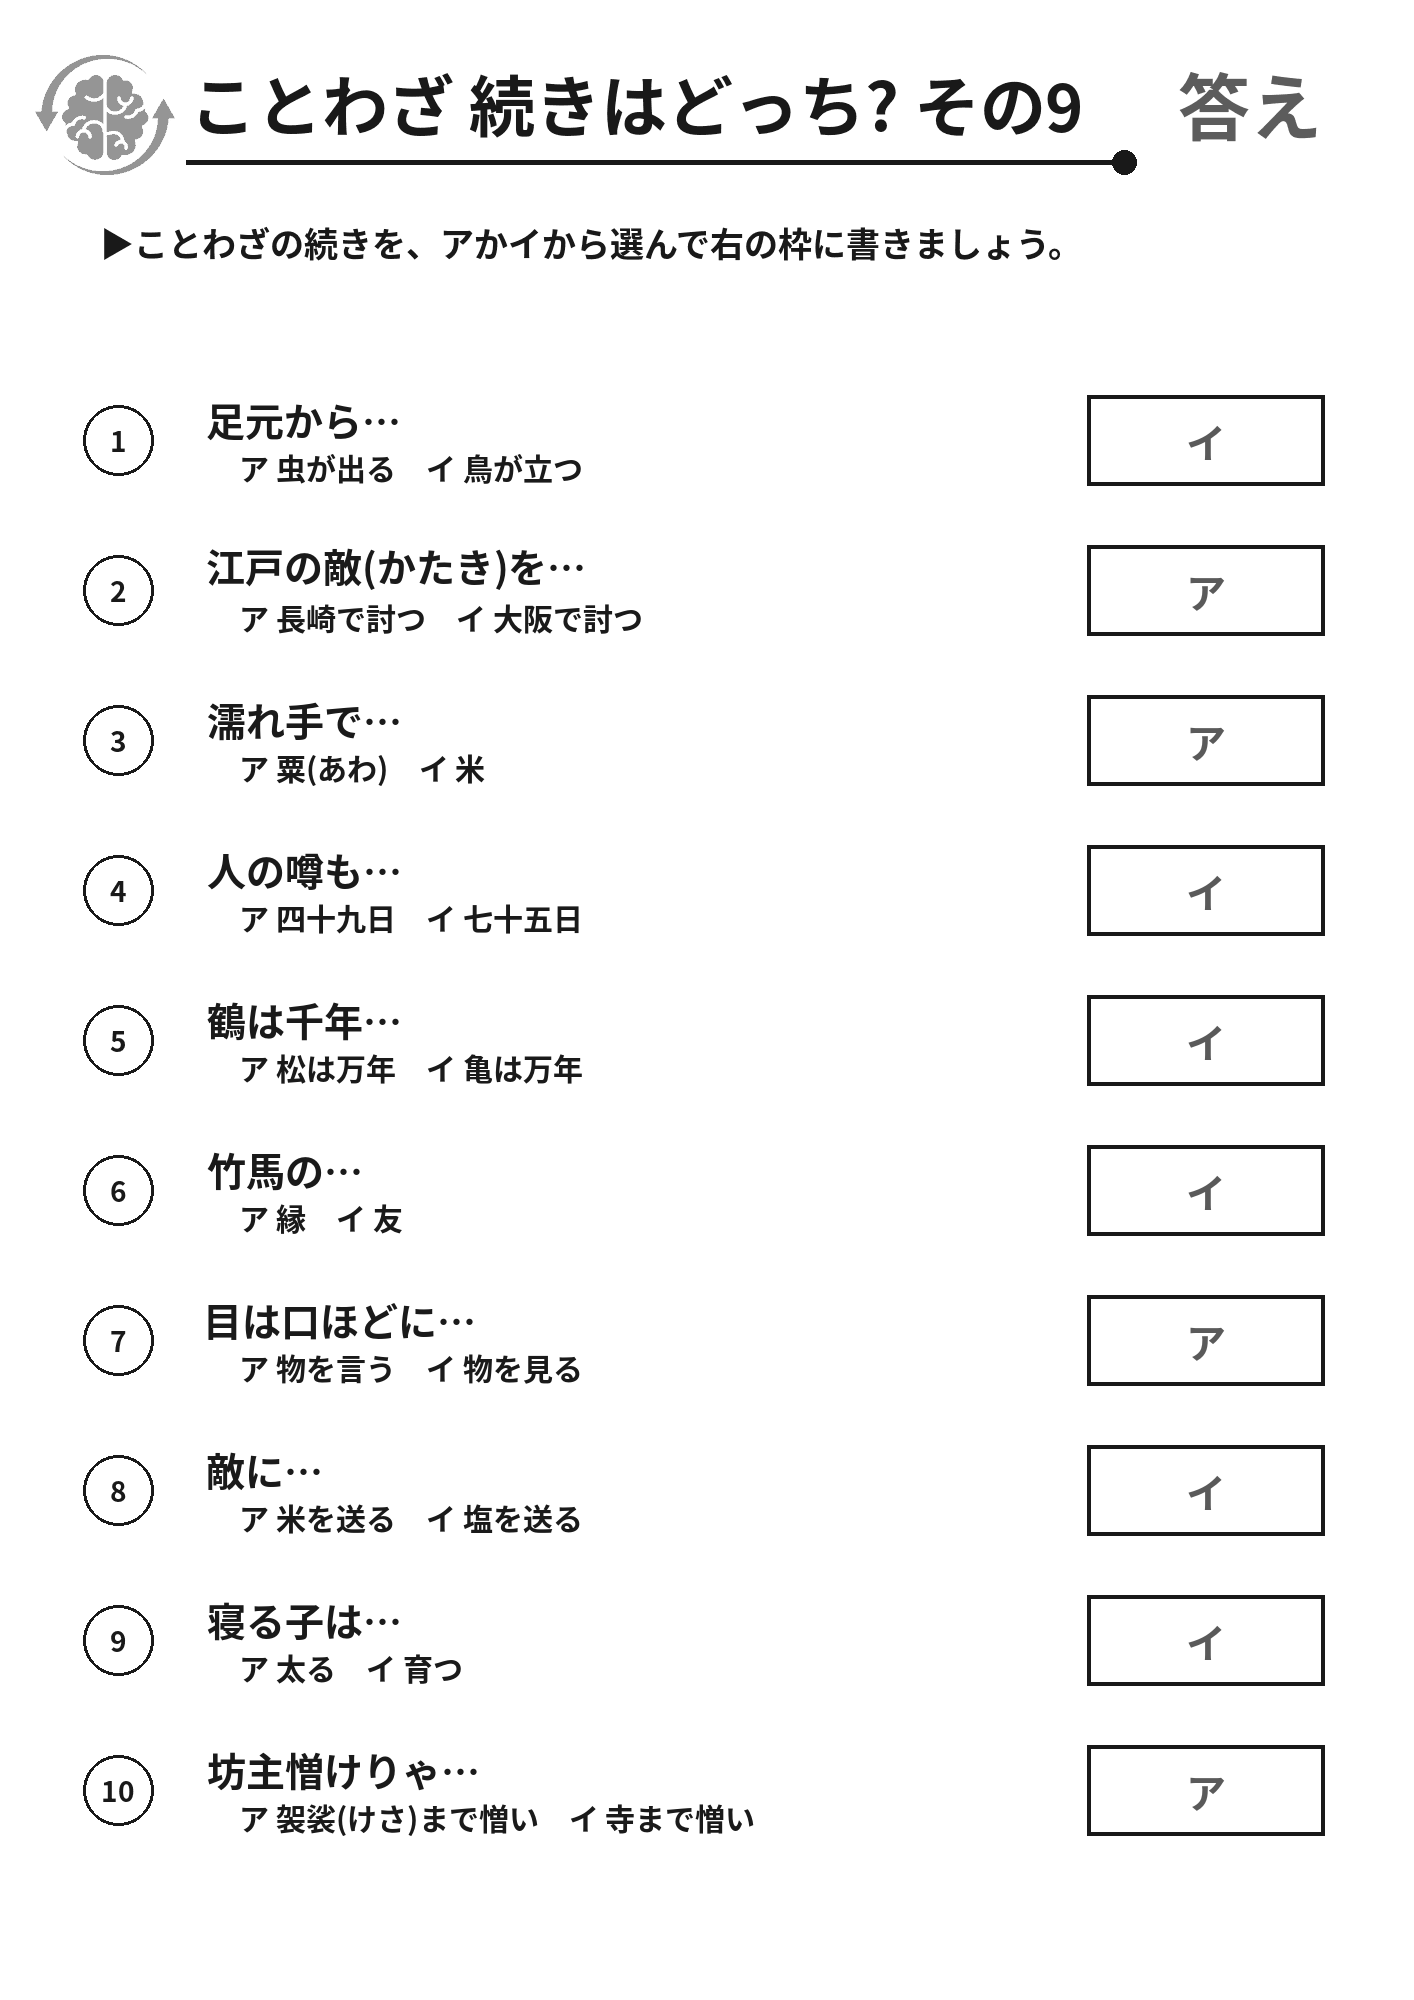 ことわざ 続きはどっち? その9 答え
▶ことわざの続きを、アかイから選んで右の枠に書きましょう。
1 足元から…
ア 虫が出る イ 鳥が立つ
イ
2 江戸の敵(かたき)を…
ア 長崎で討つ イ 大阪で討つ
ア
3 濡れ手で…
ア 粟(あわ) イ 米
ア
4 人の噂も…
ア 四十九日 イ 七十五日
イ
5 鶴は千年…
ア 松は万年 イ 亀は万年
イ
6 竹馬の…
ア 縁 イ 友
イ
7 目は口ほどに…
ア 物を言う イ 物を見る
ア
8 敵に…
ア 米を送る イ 塩を送る
イ
9 寝る子は…
ア 太る イ 育つ
イ
10 坊主憎けりゃ…
ア 袈裟(けさ)まで憎い イ 寺まで憎い
ア